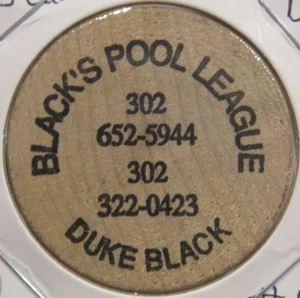 BLACK'S POOL LEAGUE
302
652-5944
302
322-0423
DUKE BLACK